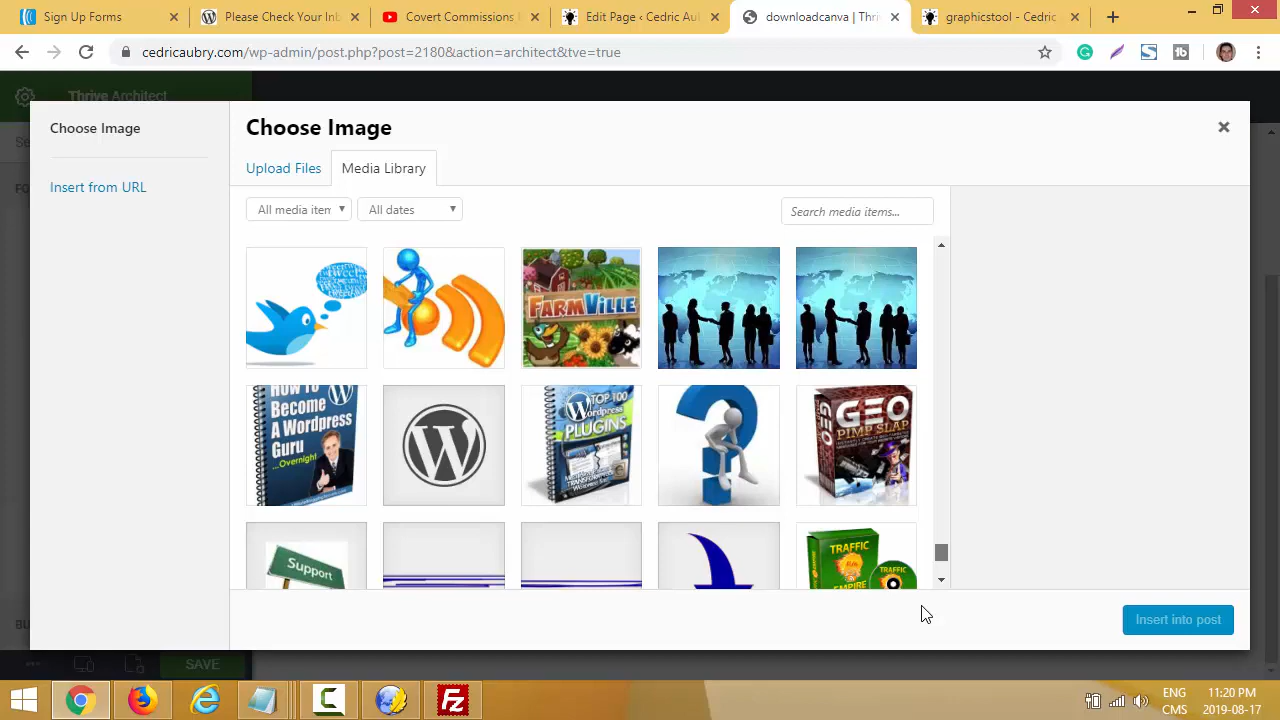 Sign Up Forms
Please Check Your Inb
Covert Commissions
Edit Page ‹ Cedric Au
downloadcanva | Thri
graphicstool - Cedric
cedricaubry.com/wp-admin/post.php?post=2180&action=architect&tve=true
Thrive Architect
Choose Image
Insert from URL
Choose Image
Upload Files
Media Library
All media item
All dates
Search media items...
tweet
FARMVILLE
HOW TO
BECOME
A WORDPRESS
GURU
...Overnight
TOP 100
Wordpress
PLUGINS
GEO
GEO
PIMP SLAP
Support
TRAFFIC
EMPIRE
TRAFFIC
Insert into post
SAVE
ENG
CMS
11:20 PM
2019-08-17